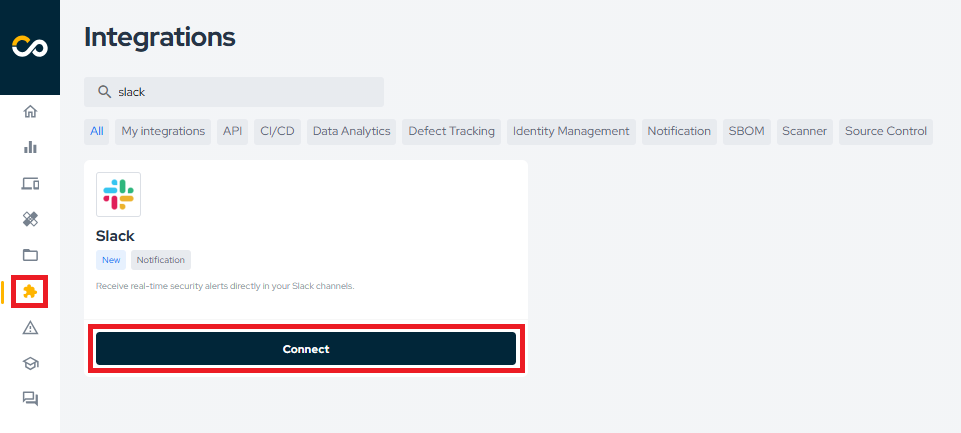 Integrations
slack
All My integrations API CI/CD Data Analytics Defect Tracking Identity Management Notification SBOM Scanner Source Control
Slack
New Notification
Receive real-time security alerts directly in your Slack channels.
Connect